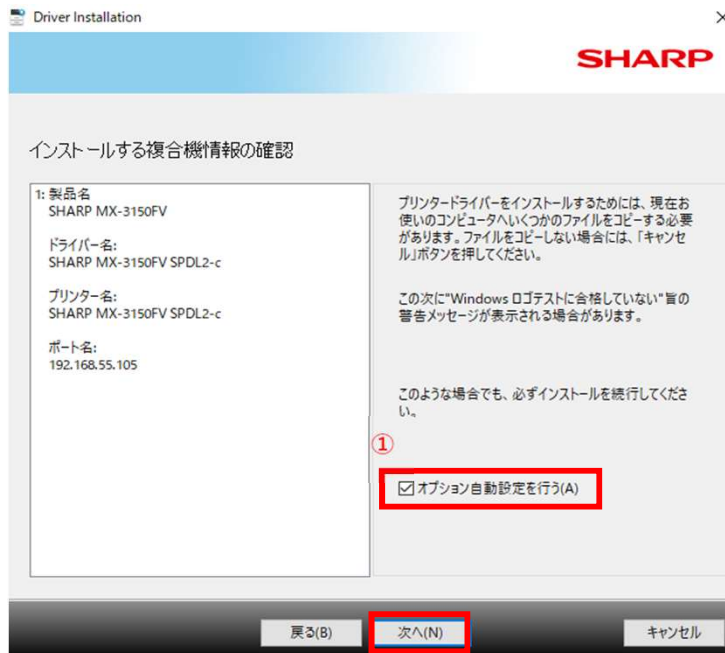 Driver Installation
SHARP
インストールする複合機情報の確認
1: 製品名
SHARP MX-3150FV
ドライバー名:
SHARP MX-3150FV SPDL2-c
プリンター名:
SHARP MX-3150FV SPDL2-c
ポート名:
192.168.55.105
プリンタードライバーをインストールするためには、現在お
使いのコンピュータへいくつかのファイルをコピーする必要
があります。ファイルをコピーしない場合には、「キャンセ
ル」ボタンを押してください。
この次に"Windows ロゴテストに合格していない"旨の
警告メッセージが表示される場合があります。
このような場合でも、必ずインストールを続行してくださ
い。
①
オプション自動設定を行う(A)
戻る(B)
次へ(N)
キャンセル